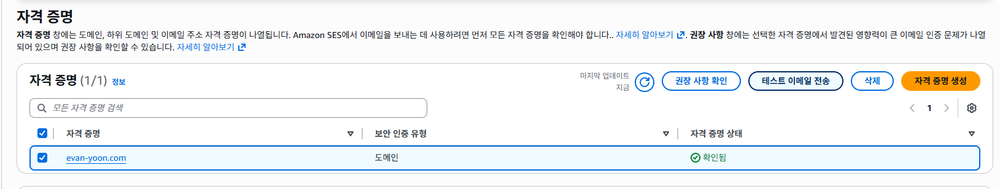 자격 증명
자격 증명 창에는 도메인, 하위 도메인 및 이메일 주소 자격 증명이 나열됩니다. Amazon SES에서 이메일을 보내는 데 사용하려면 먼저 모든 자격 증명을 확인해야 합니다.. 자세히 알아보기. 권장 사항 창에는 선택한 자격 증명에서 발견된 영향력이 큰 이메일 인증 문제가 나열
되어 있으며 권장 사항을 확인할 수 있습니다. 자세히 알아보기
자격 증명 (1/1) 정보
마지막 업데이트
지금
권장 사항 확인
테스트 이메일 전송
삭제
자격 증명 생성
모든 자격 증명 검색
1
자격 증명 보안 인증 유형 자격 증명 상태
evan-yoon.com 도메인 확인됨